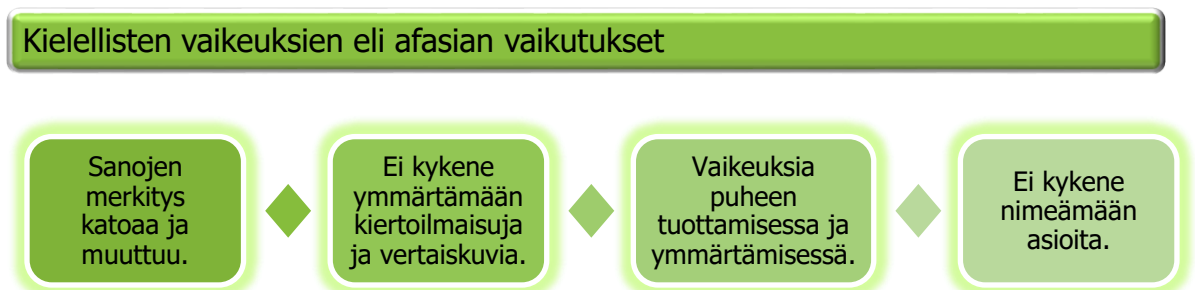 Kielellisten vaikeuksien eli afasian vaikutukset
Sanojen
merkitys
katoaa ja
muuttuu.
Ei kykene
ymmärtämään
kiertoilmaisuja
ja vertaiskuvia.
Vaikeuksia
puheen
tuottamisessa ja
ymmärtämisessä.
Ei kykene
nimeämään
asioita.